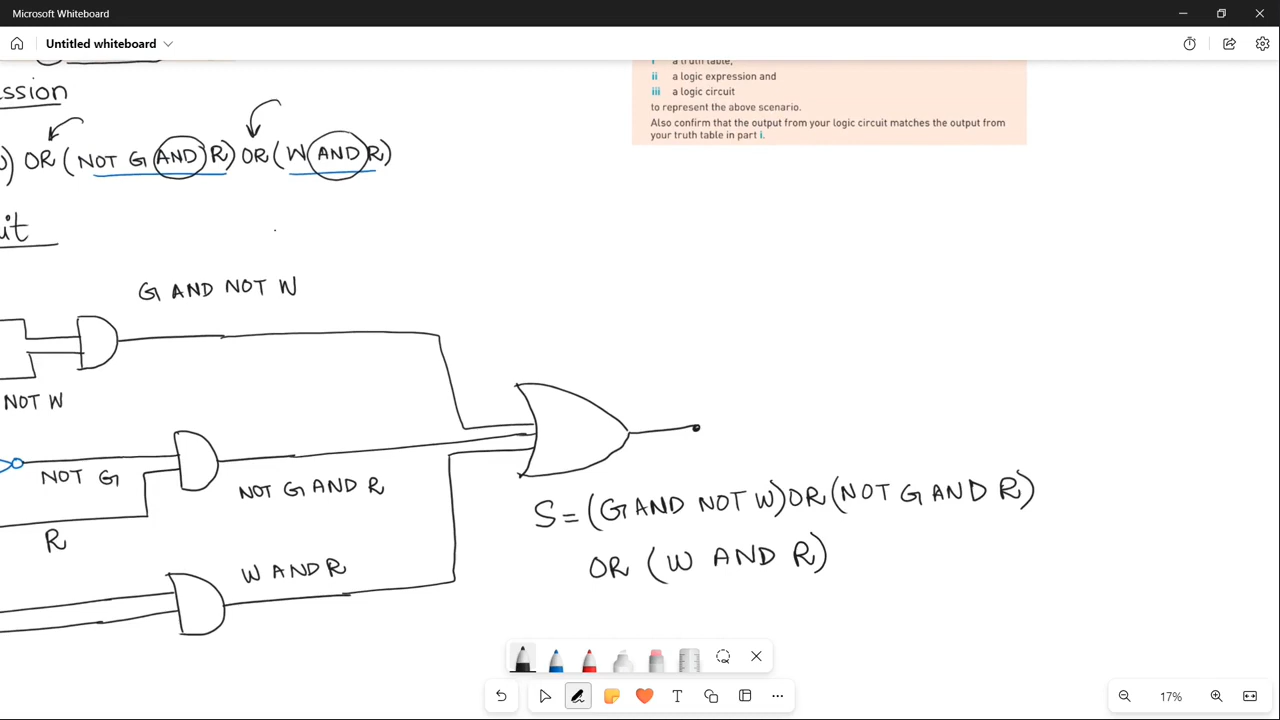 Microsoft Whiteboard
Untitled whiteboard
a truth table,
ii a logic expression and
iii a logic circuit
to represent the above scenario.
Also confirm that the output from your logic circuit matches the output from
your truth table in part i.
ssion
) OR (NOT G AND R) OR (W AND R)
it
G AND NOT W
NOT W
NOT G
NOT G AND R
R
W AND R
S = (G AND NOT W) OR (NOT G AND R)
OR (W AND R)
17%